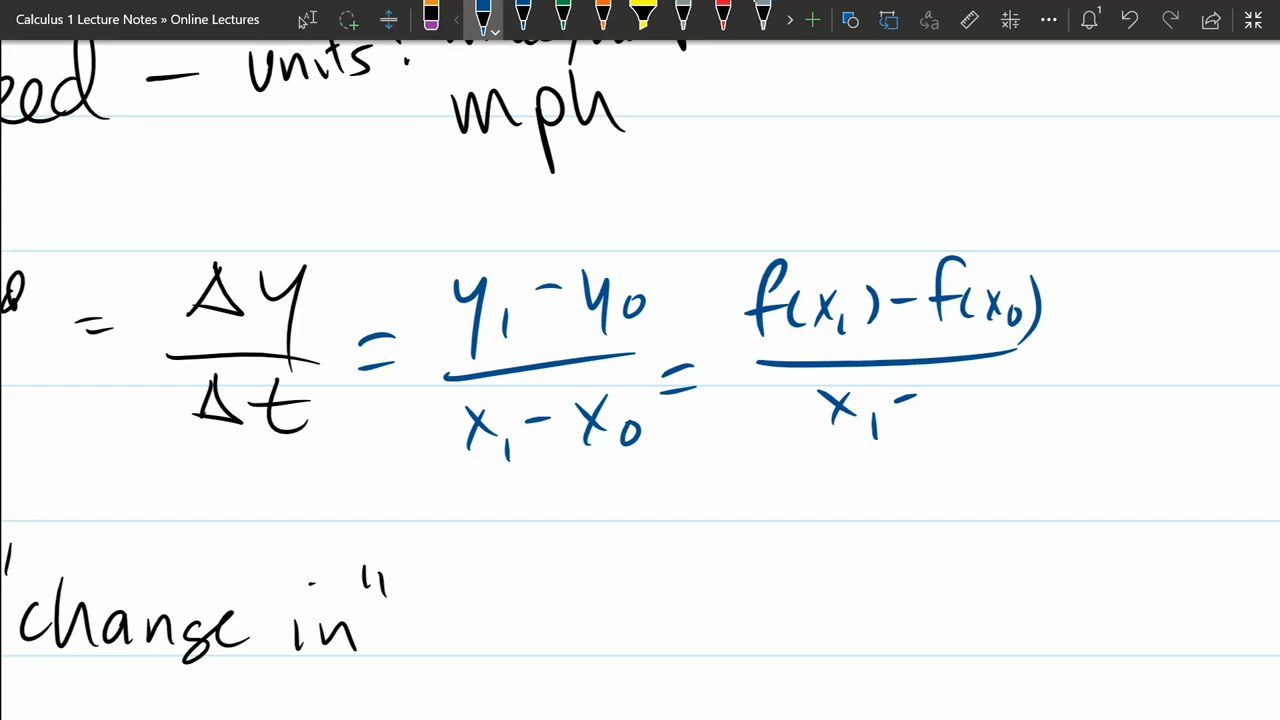 Calculus 1 Lecture Notes » Online Lectures
eed – units:
mph
= Δy / Δt = y₁ - y₀ / x₁ - x₀ = f(x₁) - f(x₀) / x₁ -
"change in"